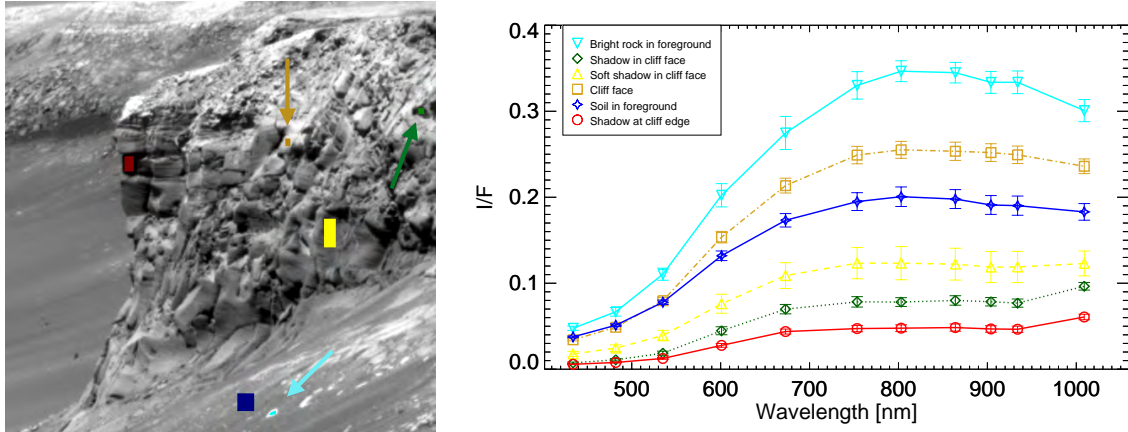 0.4
0.3
0.2
0.1
0.0
I/F
Bright rock in foreground
Shadow in cliff face
Soft shadow in cliff face
Cliff face
Soil in foreground
Shadow at cliff edge
500 600 700 800 900 1000
Wavelength [nm]